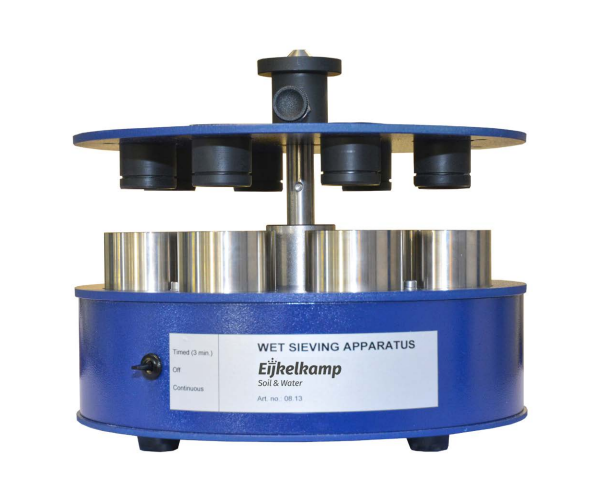 WET SIEVING APPARATUS
Timed (3 min.)
Off
Continuous
Eijkelkamp
Soil & Water
Art. no.: 08.13